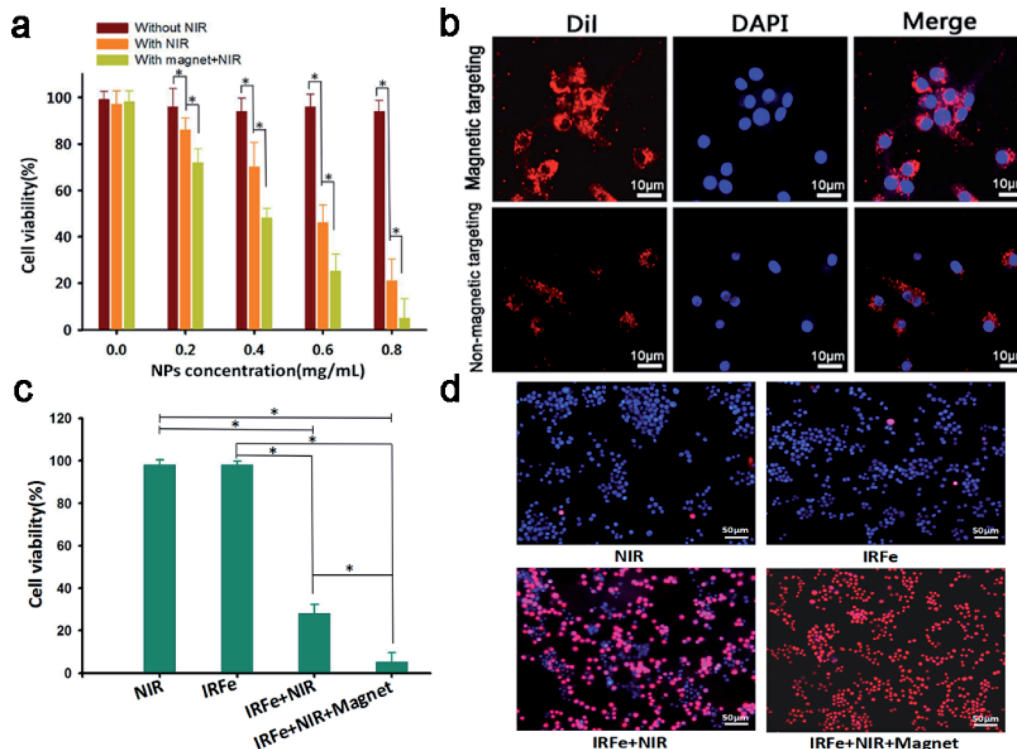 a
Without NIR
With NIR
With magnet+NIR
Cell viability(%)
100
80
60
40
20
0
* * * *
* * * *
0.0 0.2 0.4 0.6 0.8
NPs concentration(mg/mL)
b
DiI DAPI Merge
Magnetic targeting
10μm 10μm 10μm
Non-magnetic targeting
10μm 10μm 10μm
c
Cell viability(%)
120
100
80
60
40
20
0
*
*
*
*
*
NIR IRFe IRFe+NIR IRFe+NIR+Magnet
d
50μm 50μm
NIR IRFe
50μm 50μm
IRFe+NIR IRFe+NIR+Magnet